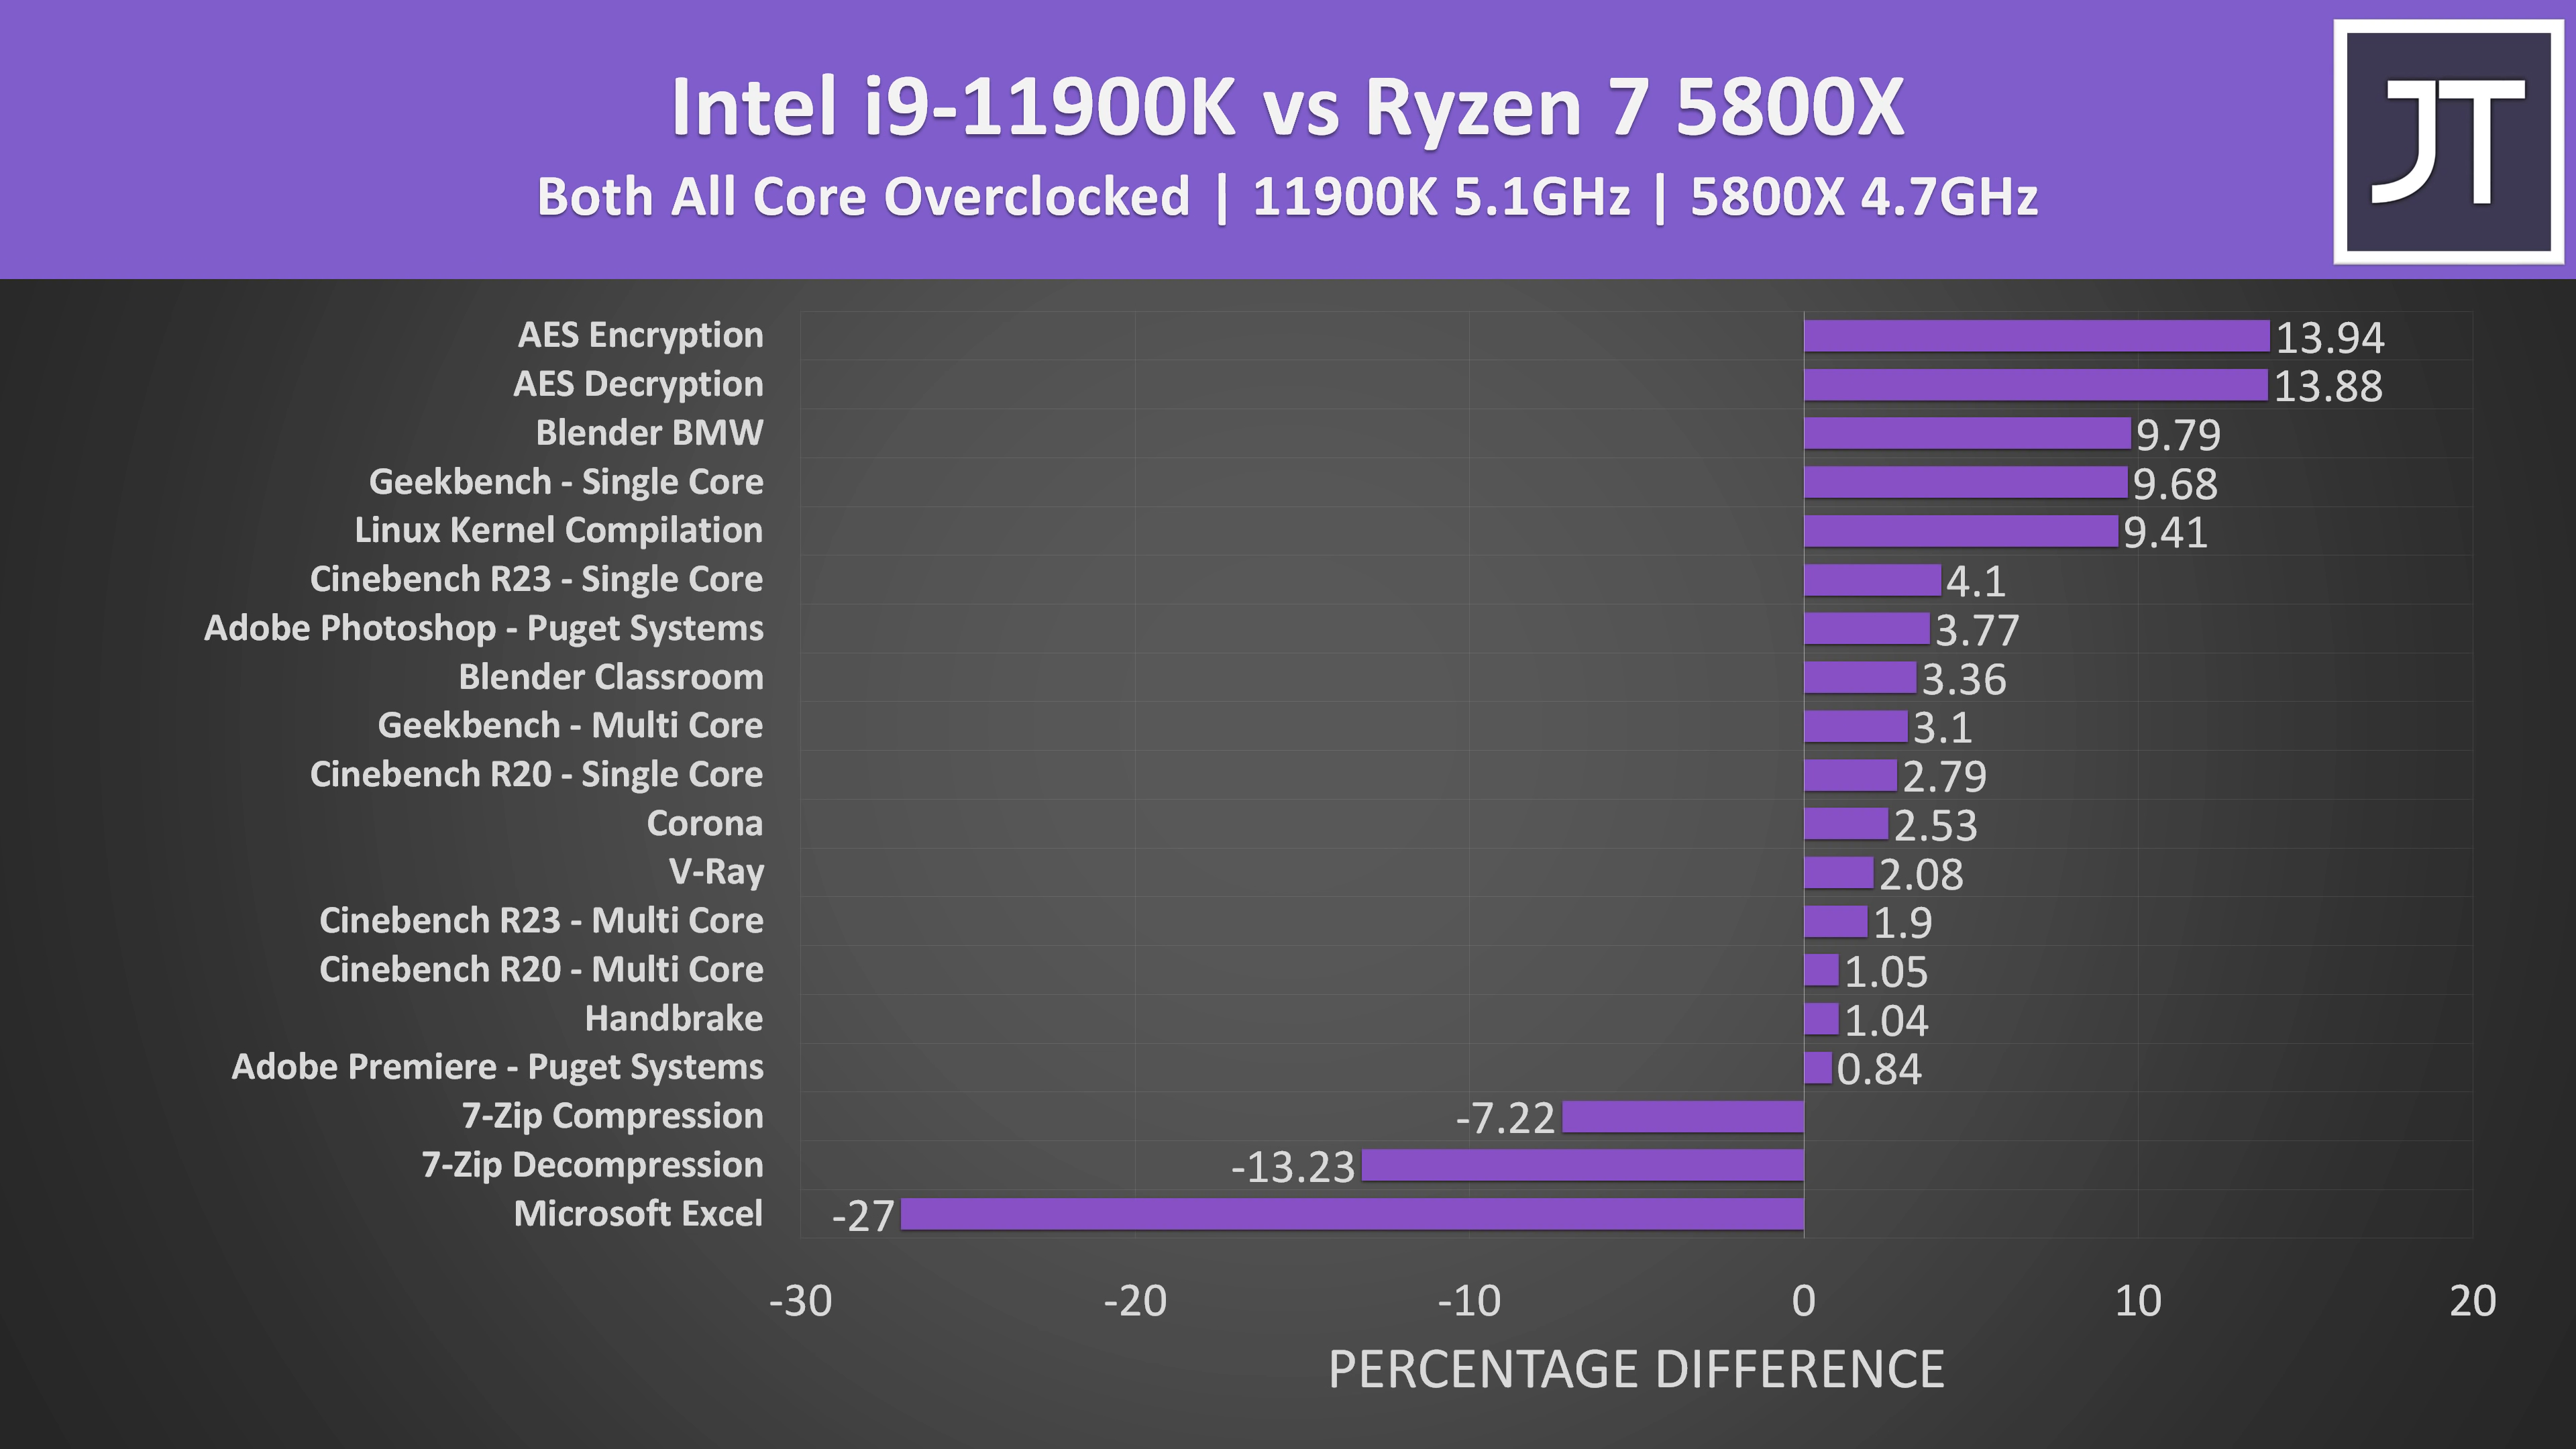 Intel i9-11900K vs Ryzen 7 5800X
Both All Core Overclocked | 11900K 5.1GHz | 5800X 4.7GHz
JT
AES Encryption 13.94
AES Decryption 13.88
Blender BMW 9.79
Geekbench - Single Core 9.68
Linux Kernel Compilation 9.41
Cinebench R23 - Single Core 4.1
Adobe Photoshop - Puget Systems 3.77
Blender Classroom 3.36
Geekbench - Multi Core 3.1
Cinebench R20 - Single Core 2.79
Corona 2.53
V-Ray 2.08
Cinebench R23 - Multi Core 1.9
Cinebench R20 - Multi Core 1.05
Handbrake 1.04
Adobe Premiere - Puget Systems 0.84
7-Zip Compression -7.22
7-Zip Decompression -13.23
Microsoft Excel -27
-30 -20 -10 0 10 20
PERCENTAGE DIFFERENCE